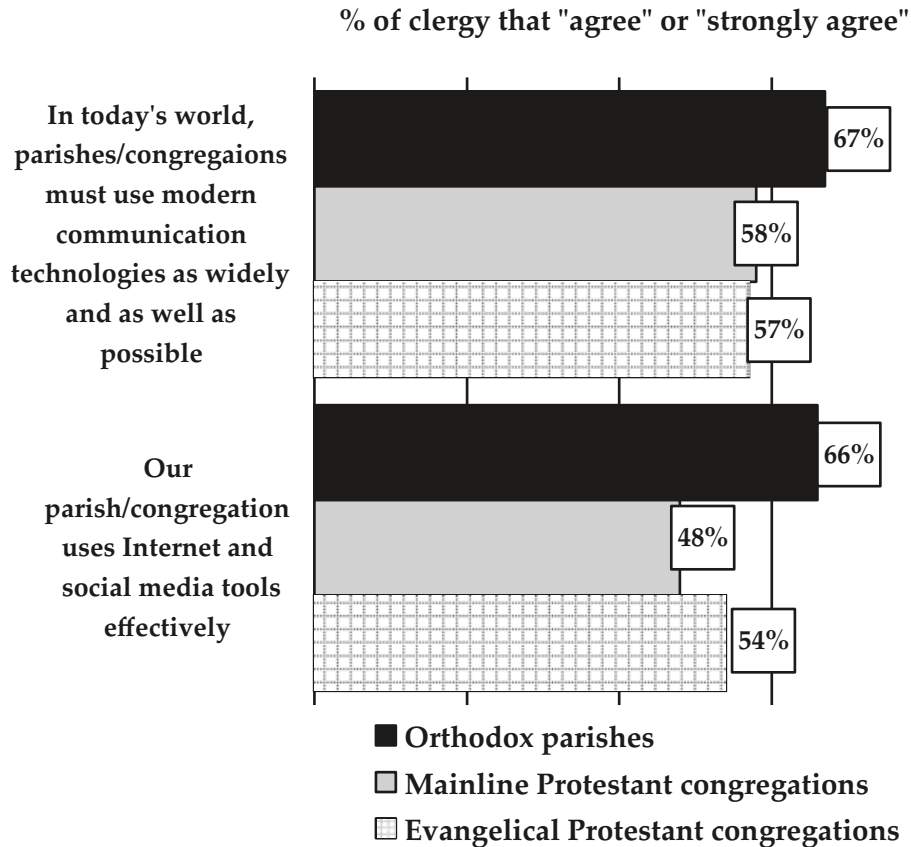 % of clergy that "agree" or "strongly agree"
In today's world,
parishes/congregaions
must use modern
communication
technologies as widely
and as well as
possible
67%
58%
57%
Our
parish/congregation
uses Internet and
social media tools
effectively
66%
48%
54%
Orthodox parishes
Mainline Protestant congregations
Evangelical Protestant congregations